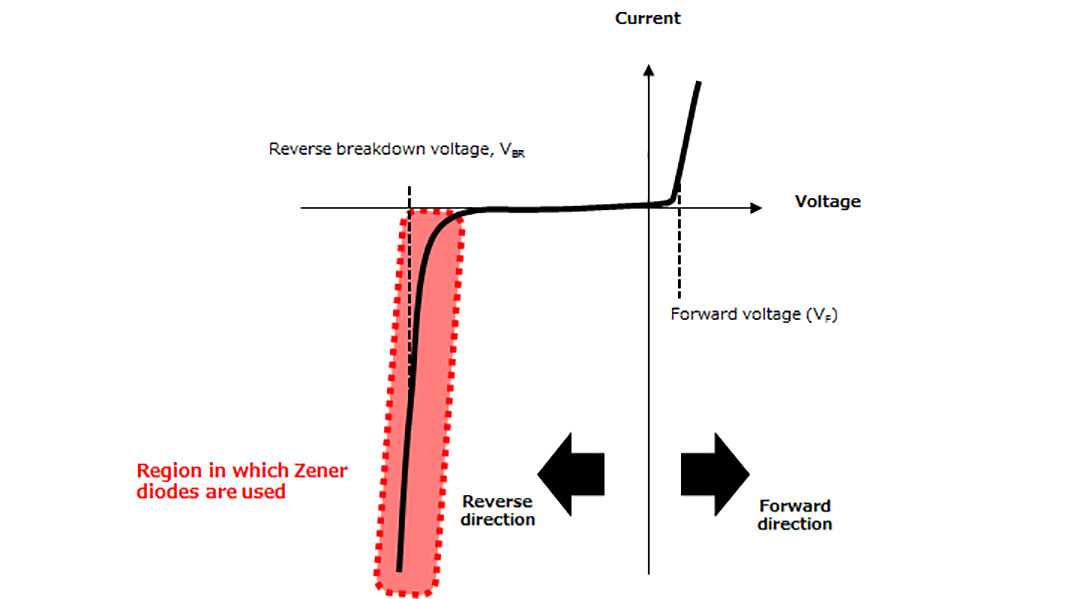 Current
Reverse breakdown voltage, VBR
Voltage
Forward voltage (VF)
Region in which Zener
diodes are used
Reverse
direction
Forward
direction